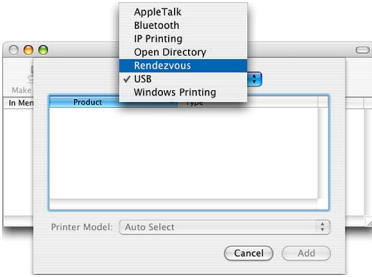 AppleTalk
Bluetooth
IP Printing
Open Directory
Rendezvous
✓ USB
Windows Printing
Make
In Men
Product Type
Printer Model: Auto Select
Cancel Add